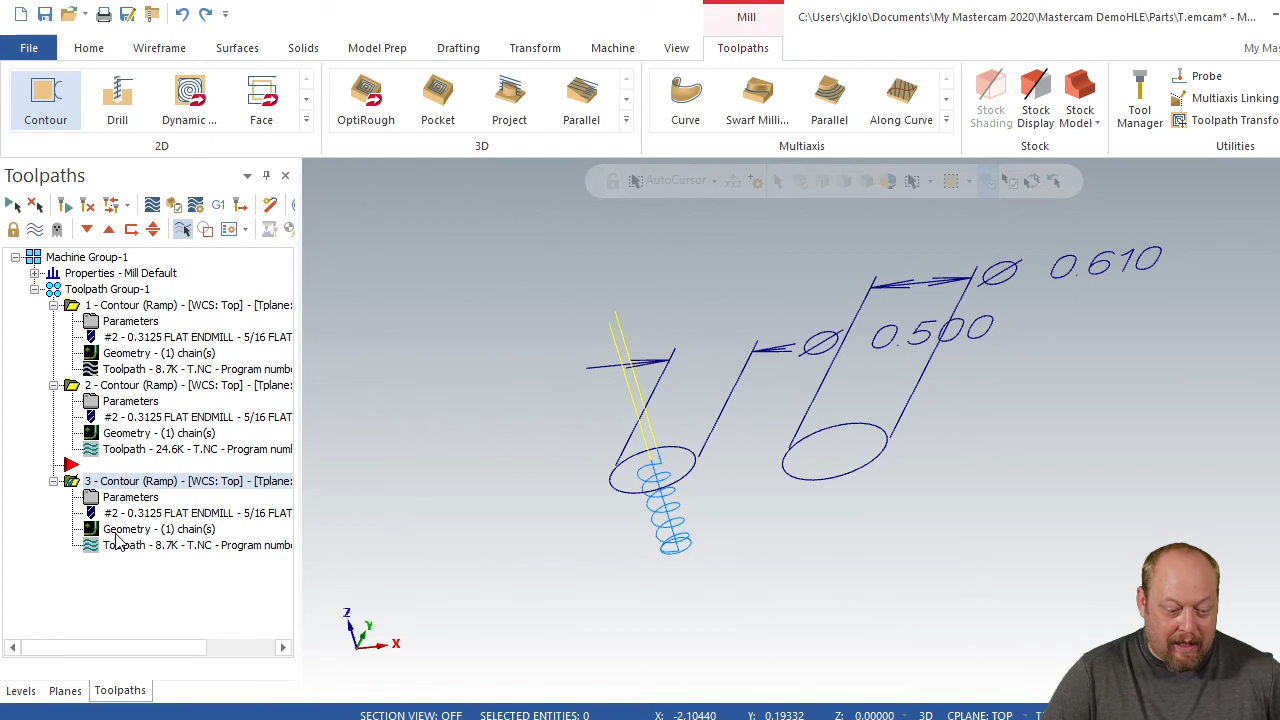 Mill
C:\Users\cjklo\Documents\My Mastercam 2020\Mastercam DemoHLE\Parts\T.emcam* - M...
File
Home
Wireframe
Surfaces
Solids
Model Prep
Drafting
Transform
Machine
View
Toolpaths
My Ma
Contour
Drill
Dynamic ...
Face
OptiRough
Pocket
Project
Parallel
Curve
Swarf Milli...
Parallel
Along Curve
Stock Shading
Stock Display
Stock Model
Tool Manager
Probe
Multiaxis Linking
Toolpath Transfo
2D
3D
Multiaxis
Stock
Utilities
Toolpaths
G1
AutoCursor
Machine Group-1
Properties - Mill Default
Toolpath Group-1
1 - Contour (Ramp) - [WCS: Top] - [Tplane:
Parameters
#2 - 0.3125 FLAT ENDMILL - 5/16 FLAT
Geometry - (1) chain(s)
Toolpath - 8.7K - T.NC - Program numb
2 - Contour (Ramp) - [WCS: Top] - [Tplane:
Parameters
#2 - 0.3125 FLAT ENDMILL - 5/16 FLAT
Geometry - (1) chain(s)
Toolpath - 24.6K - T.NC - Program numb
3 - Contour (Ramp) - [WCS: Top] - [Tplane:
Parameters
#2 - 0.3125 FLAT ENDMILL - 5/16 FLAT
Geometry - (1) chain(s)
Toolpath - 8.7K - T.NC - Program numb
Ø 0.610
Ø 0.500
Z
Y
X
Levels
Planes
Toolpaths
SECTION VIEW: OFF
SELECTED ENTITIES: 0
X: -2.10440
Y: 0.19332
Z: 0.00000
3D
CPLANE: TOP